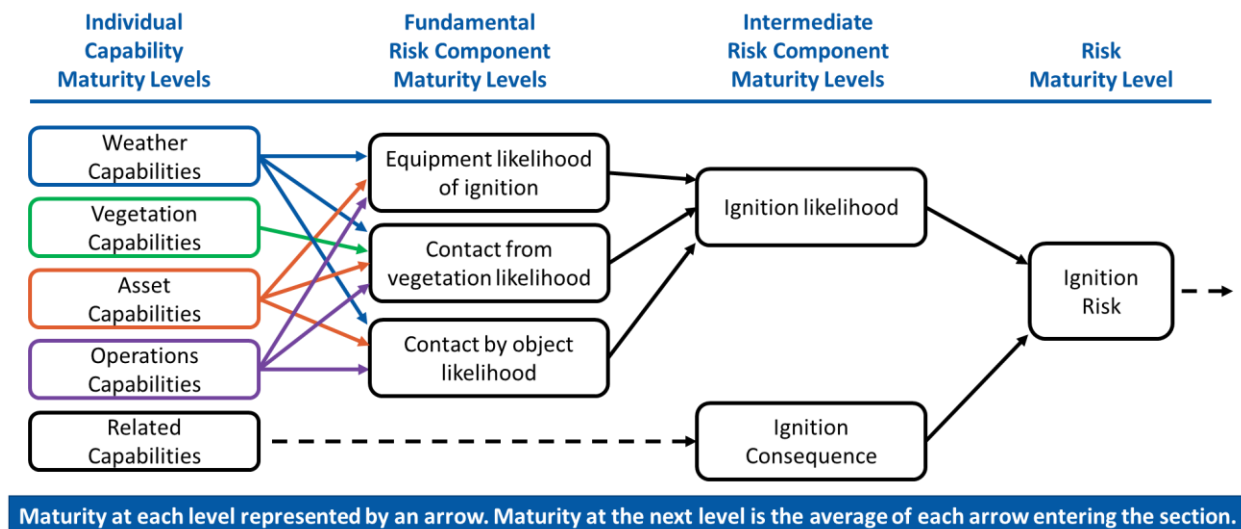 Individual
Capability
Maturity Levels
Fundamental
Risk Component
Maturity Levels
Intermediate
Risk Component
Maturity Levels
Risk
Maturity Level
Weather
Capabilities
Vegetation
Capabilities
Asset
Capabilities
Operations
Capabilities
Related
Capabilities
Equipment likelihood
of ignition
Contact from
vegetation likelihood
Contact by object
likelihood
Ignition likelihood
Ignition
Consequence
Ignition
Risk
Maturity at each level represented by an arrow. Maturity at the next level is the average of each arrow entering the section.